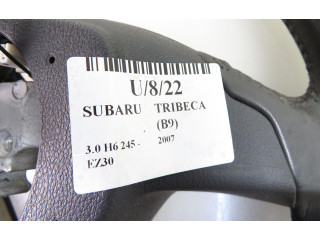 U/8/22
SUBARU TRIBECA
(B9)
3.0 H6 245- 2007
EZ30